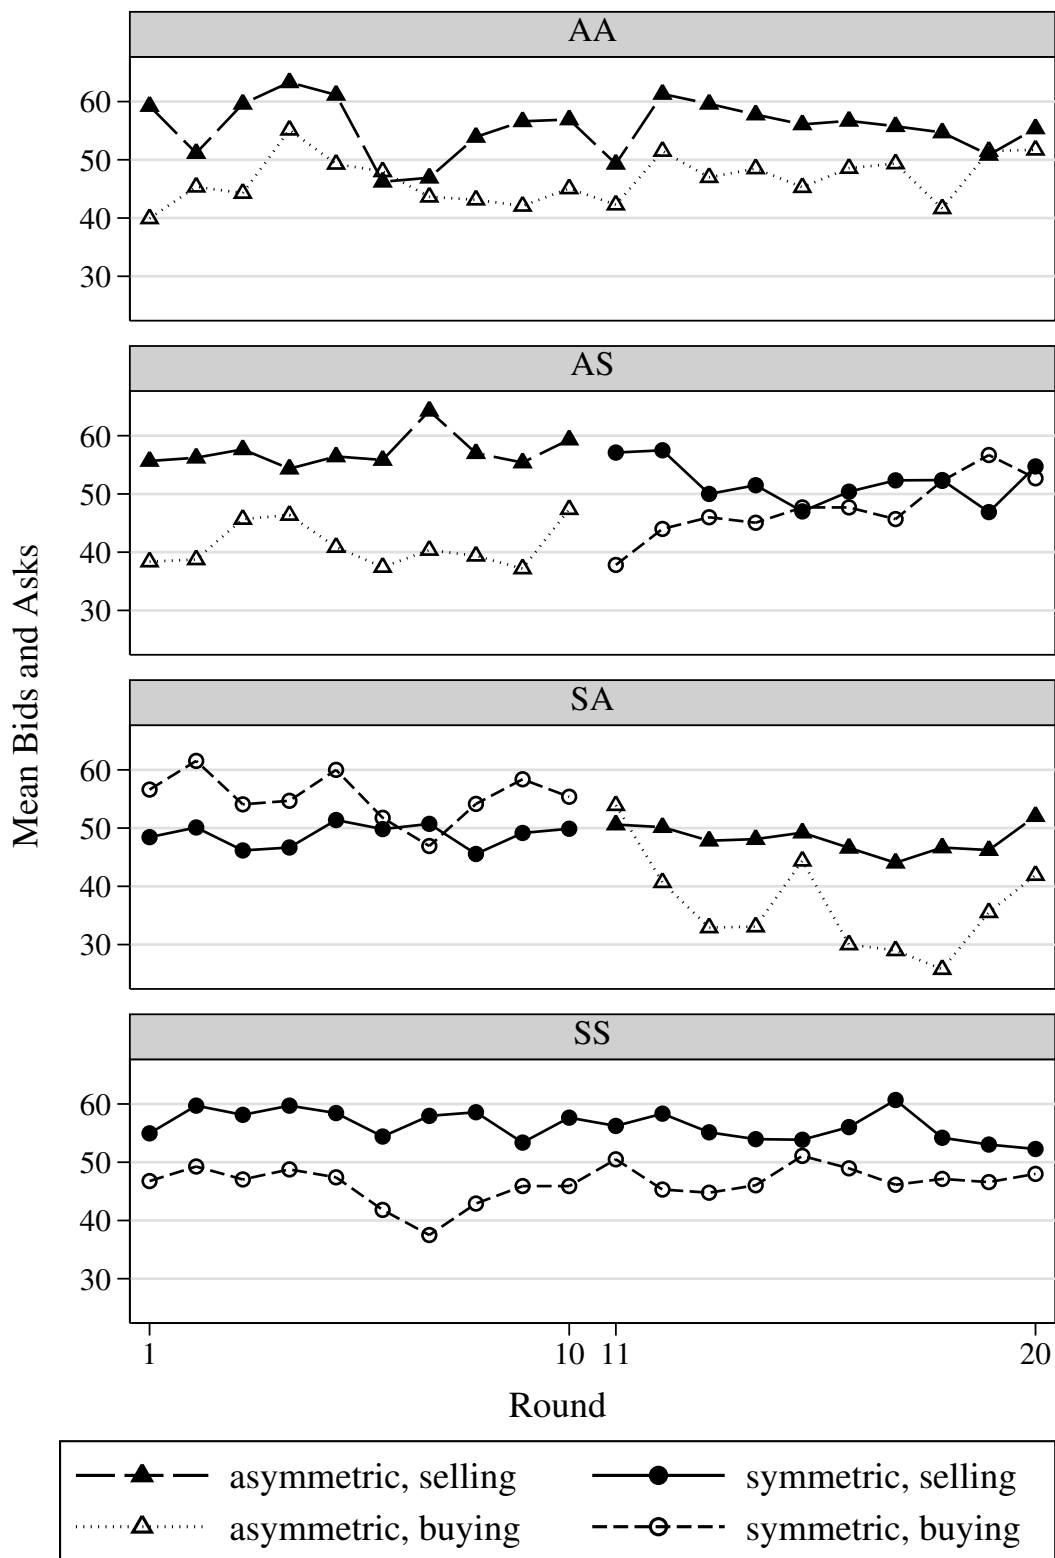 AA
60
50
40
30
AS
60
50
40
30
Mean Bids and Asks
SA
60
50
40
30
SS
60
50
40
30
1 10 11 20
Round
asymmetric, selling symmetric, selling
asymmetric, buying symmetric, buying